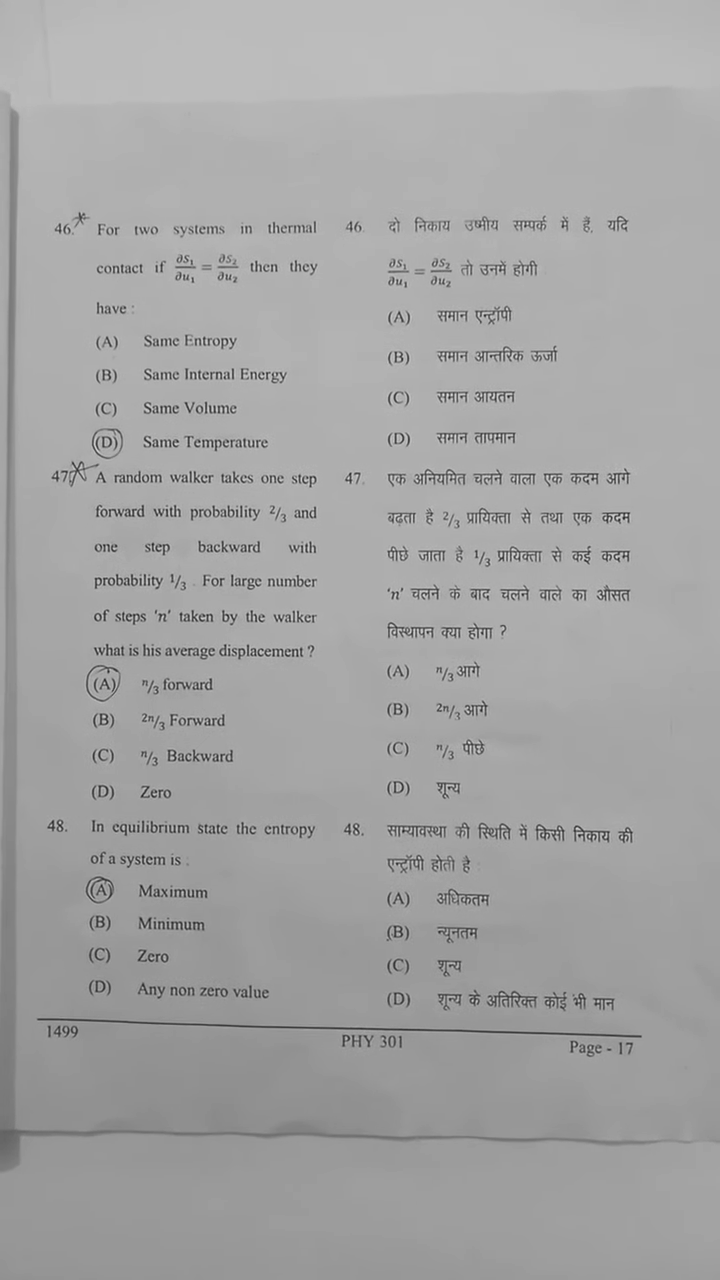 46. For two systems in thermal
contact if ∂S₁/∂u₁ = ∂S₂/∂u₂ then they
have :
(A) Same Entropy
(B) Same Internal Energy
(C) Same Volume
(D) Same Temperature
47. A random walker takes one step
forward with probability 2/3 and
one step backward with
probability 1/3 . For large number
of steps 'n' taken by the walker
what is his average displacement ?
(A) n/3 forward
(B) 2n/3 Forward
(C) n/3 Backward
(D) Zero
48. In equilibrium state the entropy
of a system is :
(A) Maximum
(B) Minimum
(C) Zero
(D) Any non zero value
46. दो निकाय उष्मीय सम्पर्क में हैं, यदि
∂S₁/∂u₁ = ∂S₂/∂u₂ तो उनमें होगी
(A) समान एन्ट्रॉपी
(B) समान आन्तरिक ऊर्जा
(C) समान आयतन
(D) समान तापमान
47. एक अनियमित चलने वाला एक कदम आगे
बढ़ता है 2/3 प्रायिक्ता से तथा एक कदम
पीछे जाता है 1/3 प्रायिक्ता से कई कदम
'n' चलने के बाद चलने वाले का औसत
विस्थापन क्या होगा ?
(A) n/3 आगे
(B) 2n/3 आगे
(C) n/3 पीछे
(D) शून्य
48. साम्यावस्था की स्थिति में किसी निकाय की
एन्ट्रॉपी होती है
(A) अधिकतम
(B) न्यूनतम
(C) शून्य
(D) शून्य के अतिरिक्त कोई भी मान
1499 PHY 301 Page - 17